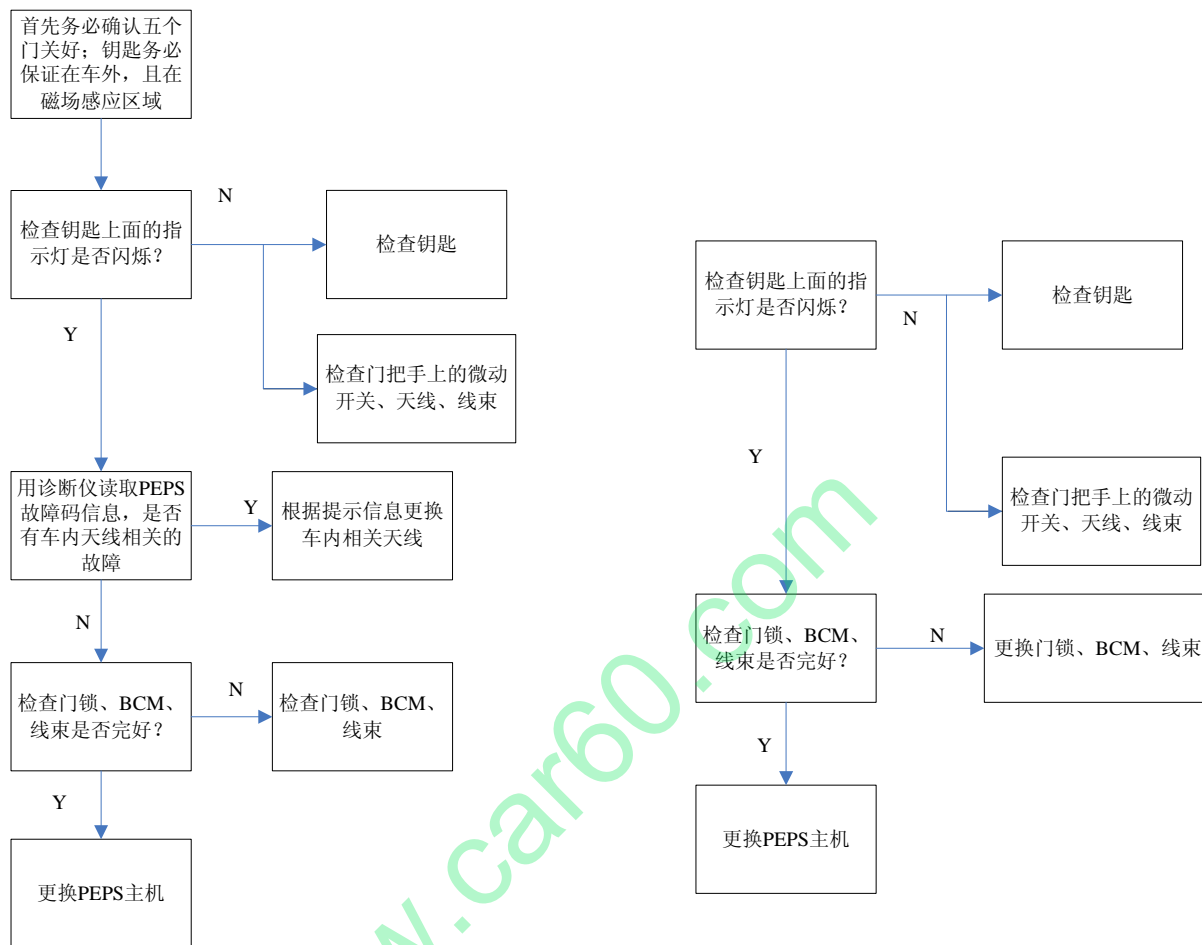 首先务必确认五个
门关好；钥匙务必
保证在车外，且在
磁场感应区域
N
检查钥匙上面的指
示灯是否闪烁？
检查钥匙
Y
检查门把手上的微动
开关、天线、线束
用诊断仪读取PEPS
故障码信息，是否
有车内天线相关的
故障
Y
根据提示信息更换
车内相关天线
N
检查门锁、BCM、
线束是否完好？
N
检查门锁、BCM、
线束
Y
更换PEPS主机
检查钥匙上面的指
示灯是否闪烁？
N
检查钥匙
检查门把手上的微动
开关、天线、线束
Y
检查门锁、BCM、
线束是否完好？
N
更换门锁、BCM、线束
Y
更换PEPS主机
w.car60.com